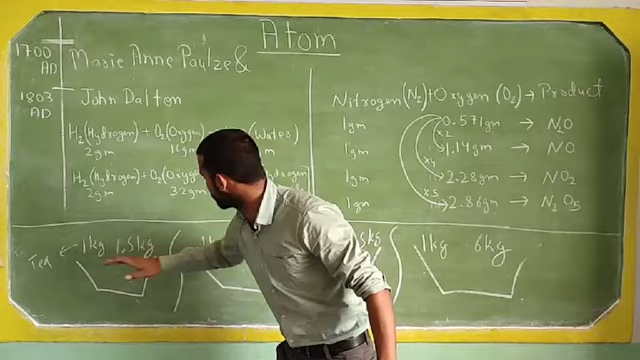 Atom
1700 AD
Marie Anne Paulze &
1803 AD
John Dalton
H2 (Hydrogen) + O2 (Oxygen) (Water)
2gm 16gm
H2 (Hydrogen) + O2 (Oxygen
2gm 32gm
Nitrogen (N2) + Oxygen (O2) → Product
1gm 0.571gm → N2O
x2
1gm 1.14gm → NO
x4
1gm 2.28gm → NO2
x5
1gm 2.86gm → N2O5
Tea ← 1kg 1.5kg
1kg 6kg